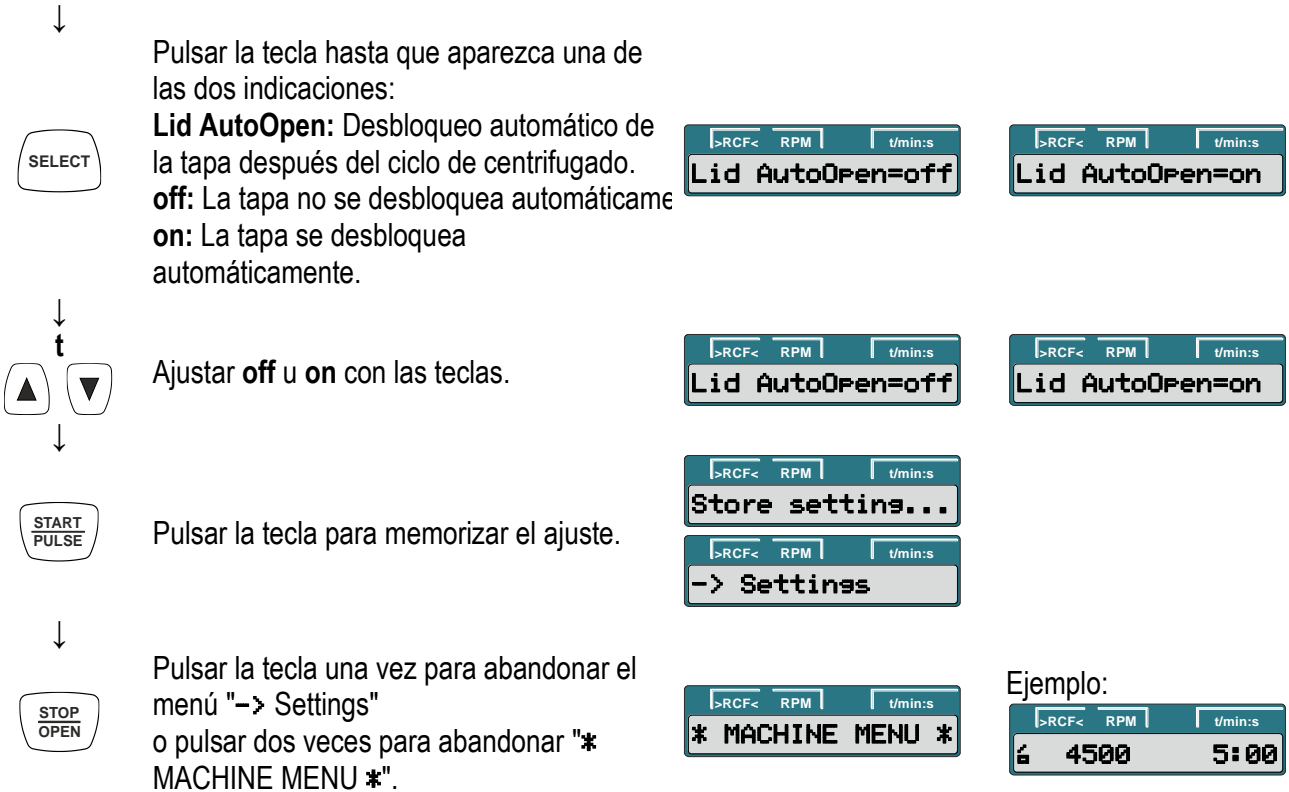 ↓
Pulsar la tecla hasta que aparezca una de
las dos indicaciones:
Lid AutoOpen: Desbloqueo automático de
la tapa después del ciclo de centrifugado.
off: La tapa no se desbloquea automáticame
on: La tapa se desbloquea
automáticamente.
SELECT
>RCF< RPM t/min:s
Lid AutoOpen=off
>RCF< RPM t/min:s
Lid AutoOpen=on
↓
t
▲ ▼
Ajustar off u on con las teclas.
>RCF< RPM t/min:s
Lid AutoOpen=off
>RCF< RPM t/min:s
Lid AutoOpen=on
↓
START
PULSE
Pulsar la tecla para memorizar el ajuste.
>RCF< RPM t/min:s
Store setting...
>RCF< RPM t/min:s
-> Settings
↓
STOP
OPEN
Pulsar la tecla una vez para abandonar el
menú "-> Settings"
o pulsar dos veces para abandonar "*
MACHINE MENU *".
>RCF< RPM t/min:s
* MACHINE MENU *
Ejemplo:
>RCF< RPM t/min:s
4500 5:00